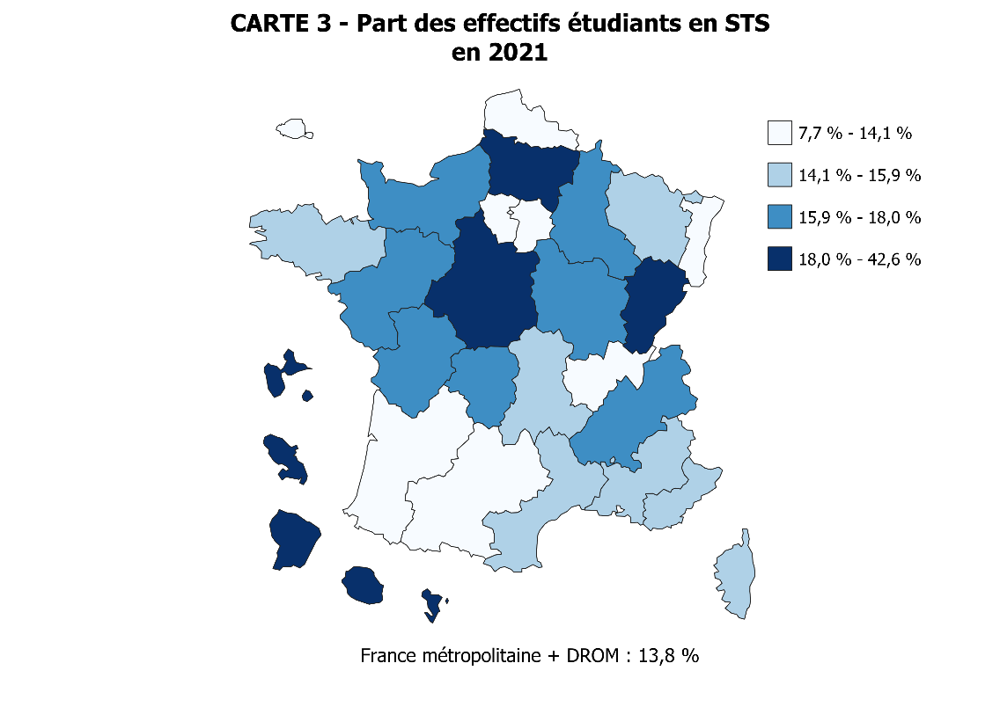 CARTE 3 - Part des effectifs étudiants en STS
en 2021
7,7 % - 14,1 %
14,1 % - 15,9 %
15,9 % - 18,0 %
18,0 % - 42,6 %
France métropolitaine + DROM : 13,8 %